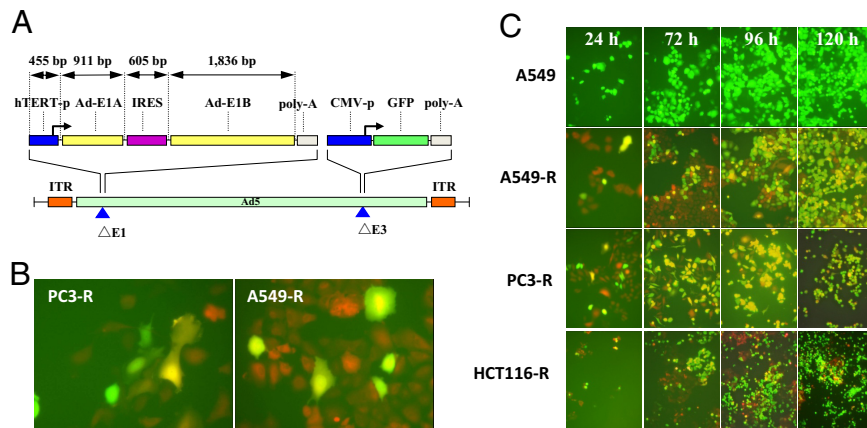 A
455 bp 911 bp 605 bp 1,836 bp
hTERT-p Ad-E1A IRES Ad-E1B poly-A CMV-p GFP poly-A
ITR Ad5 ITR
△E1 △E3
B
PC3-R A549-R
C
24 h 72 h 96 h 120 h
A549
A549-R
PC3-R
HCT116-R